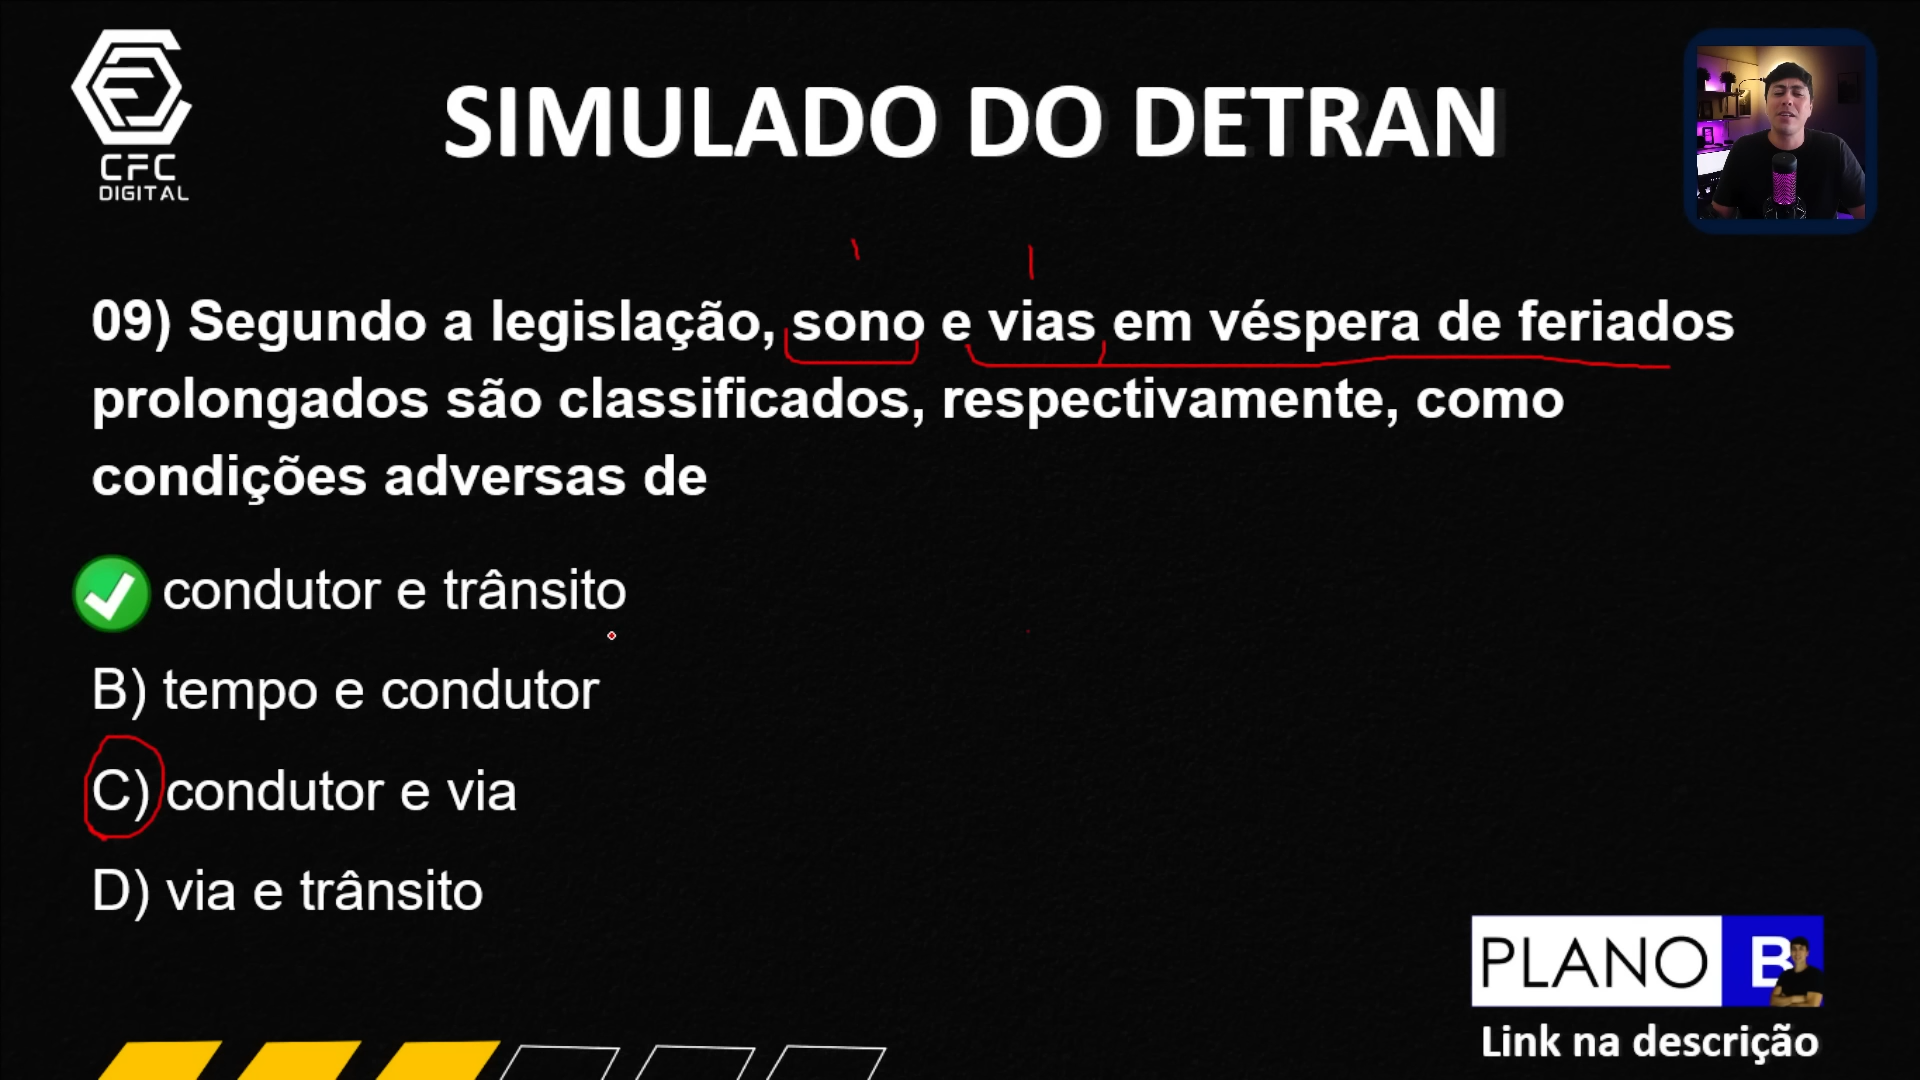 CFC
DIGITAL
SIMULADO DO DETRAN
09) Segundo a legislação, sono e vias em véspera de feriados
prolongados são classificados, respectivamente, como
condições adversas de
condutor e trânsito
B) tempo e condutor
C) condutor e via
D) via e trânsito
PLANO B
Link na descrição